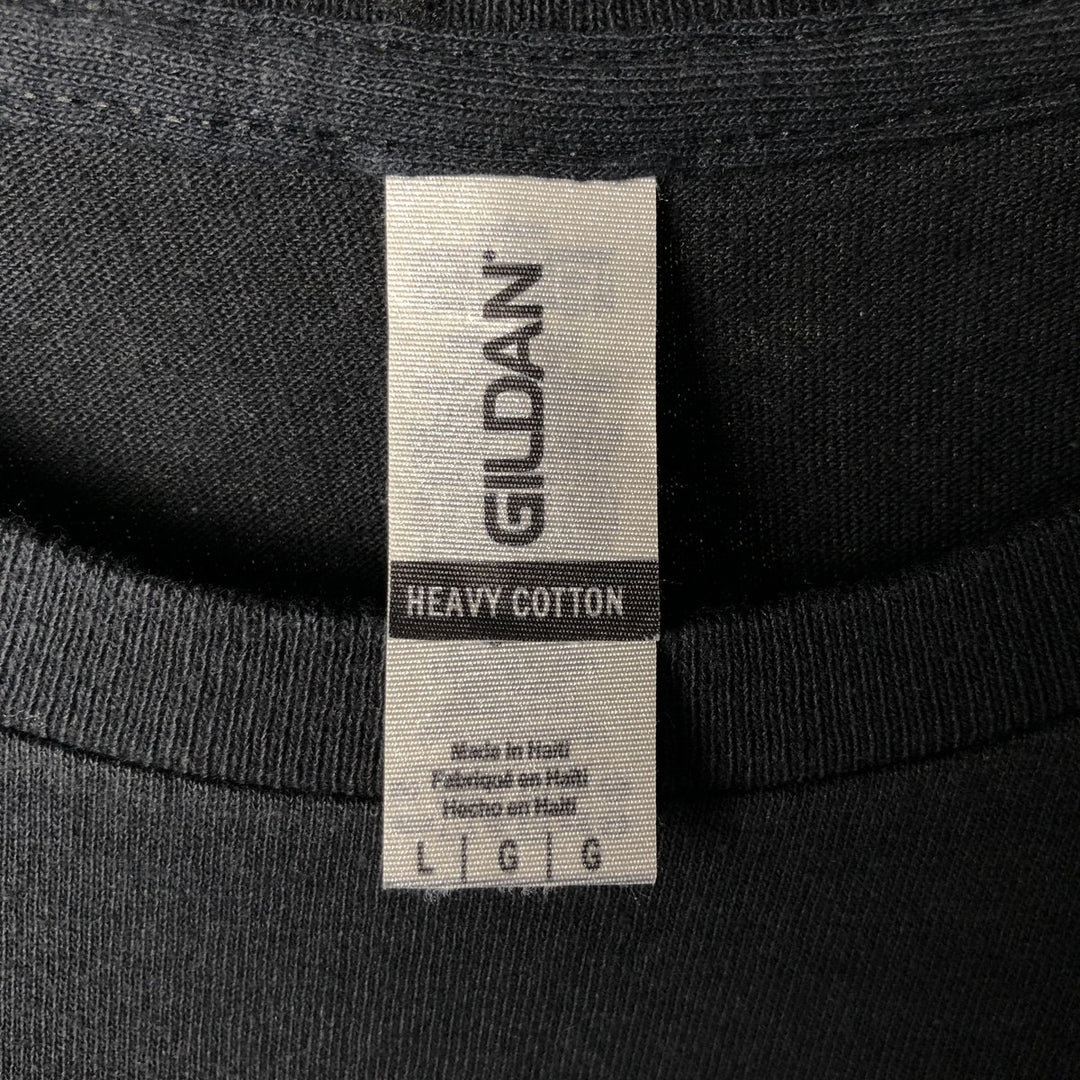 GILDAN®
HEAVY COTTON
Made in Haiti
Fabriqué en Haïti
Hecho en Haiti
L | G | G